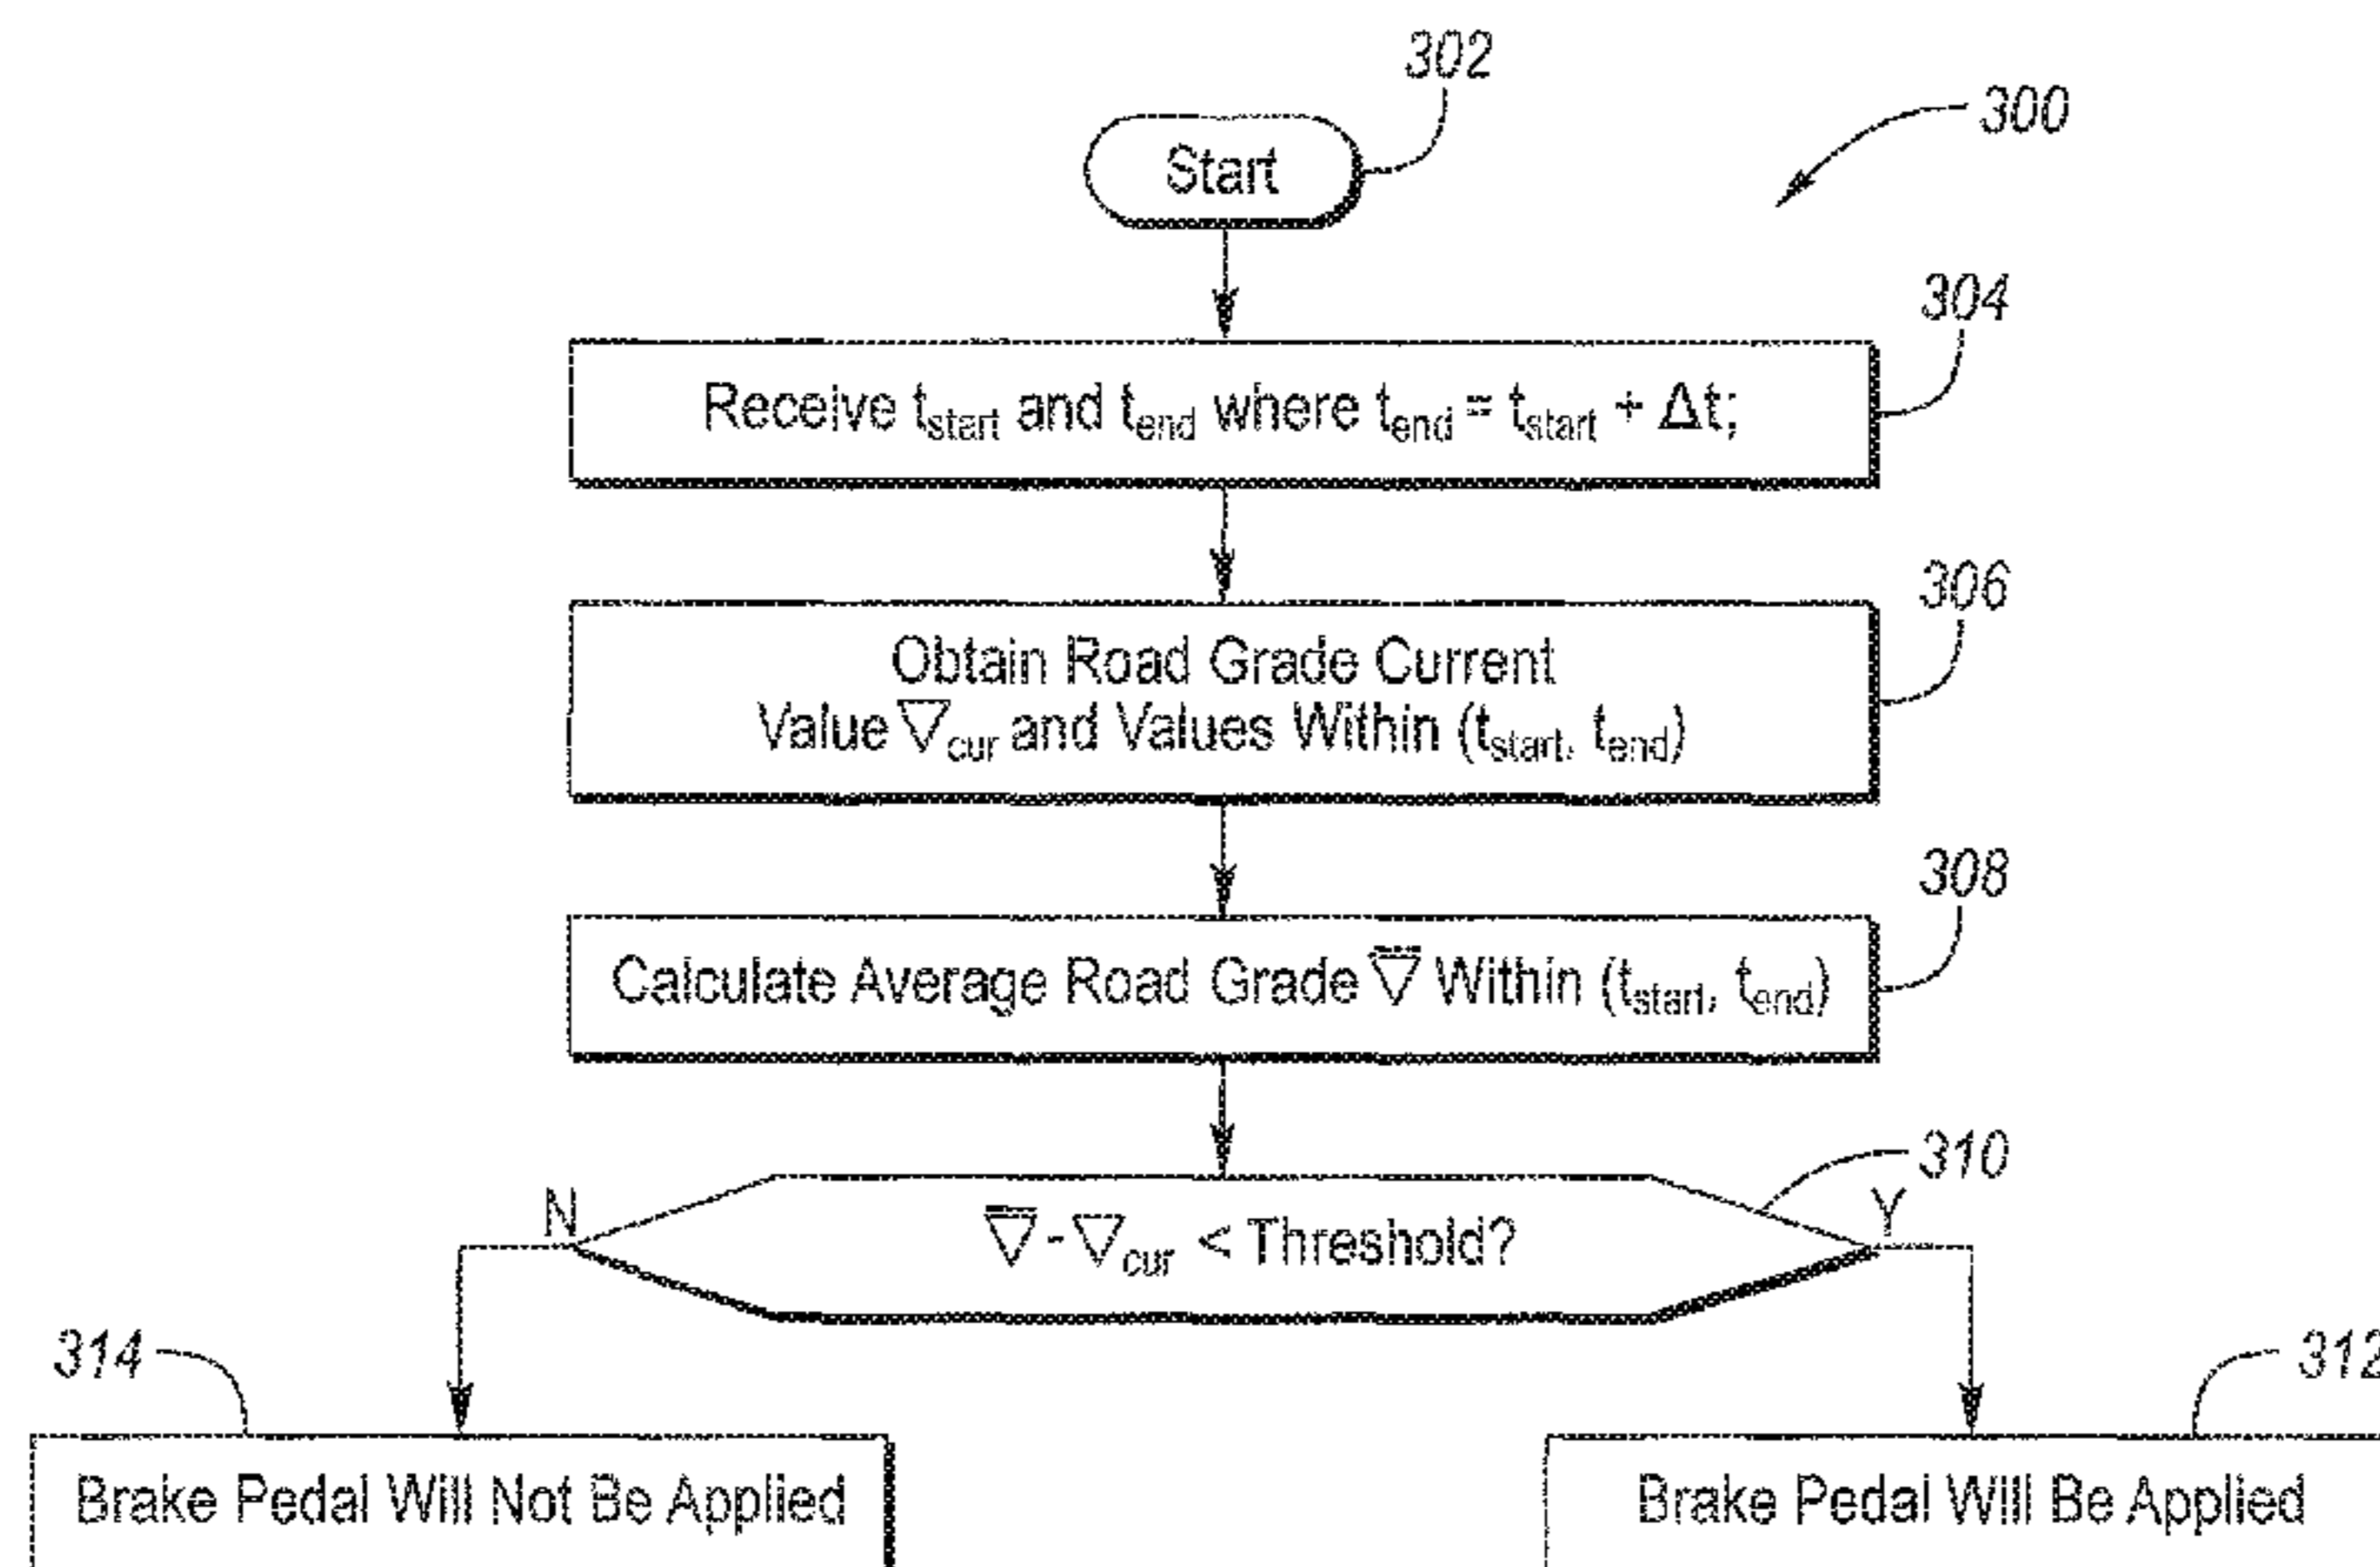 302
300
Start
304
Receive tstart and tend where tend = tstart + Δt;
306
Obtain Road Grade Current
Value ∇cur and Values Within (tstart, tend)
308
Calculate Average Road Grade ∇̅ Within (tstart, tend)
310
N
Y
∇̅ - ∇cur < Threshold?
314
312
Brake Pedal Will Not Be Applied
Brake Pedal Will Be Applied